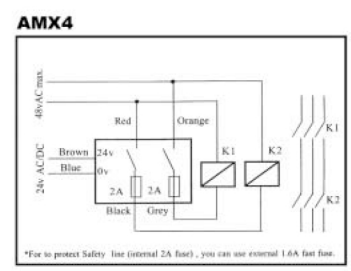 AMX4
48vAC max.
Red
Orange
K1
24v AC/DC
Brown
24v
Blue
0v
K1
K2
2A
2A
K2
Black
Grey
*For to protect Safety line (internal 2A fuse) , you can use external 1.6A fast fuse.